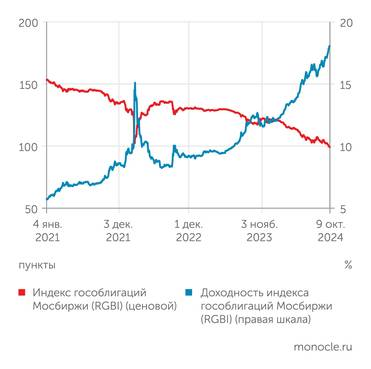 200 20
150 15
100 10
50 5
4 янв. 3 дек. 1 дек. 3 нояб. 9 окт.
2021 2021 2022 2023 2024
пункты %
Индекс гособлигаций
Мосбиржи (RGBI) (ценовой)
Доходность индекса
гособлигаций Мосбиржи
(RGBI) (правая шкала)
monocle.ru